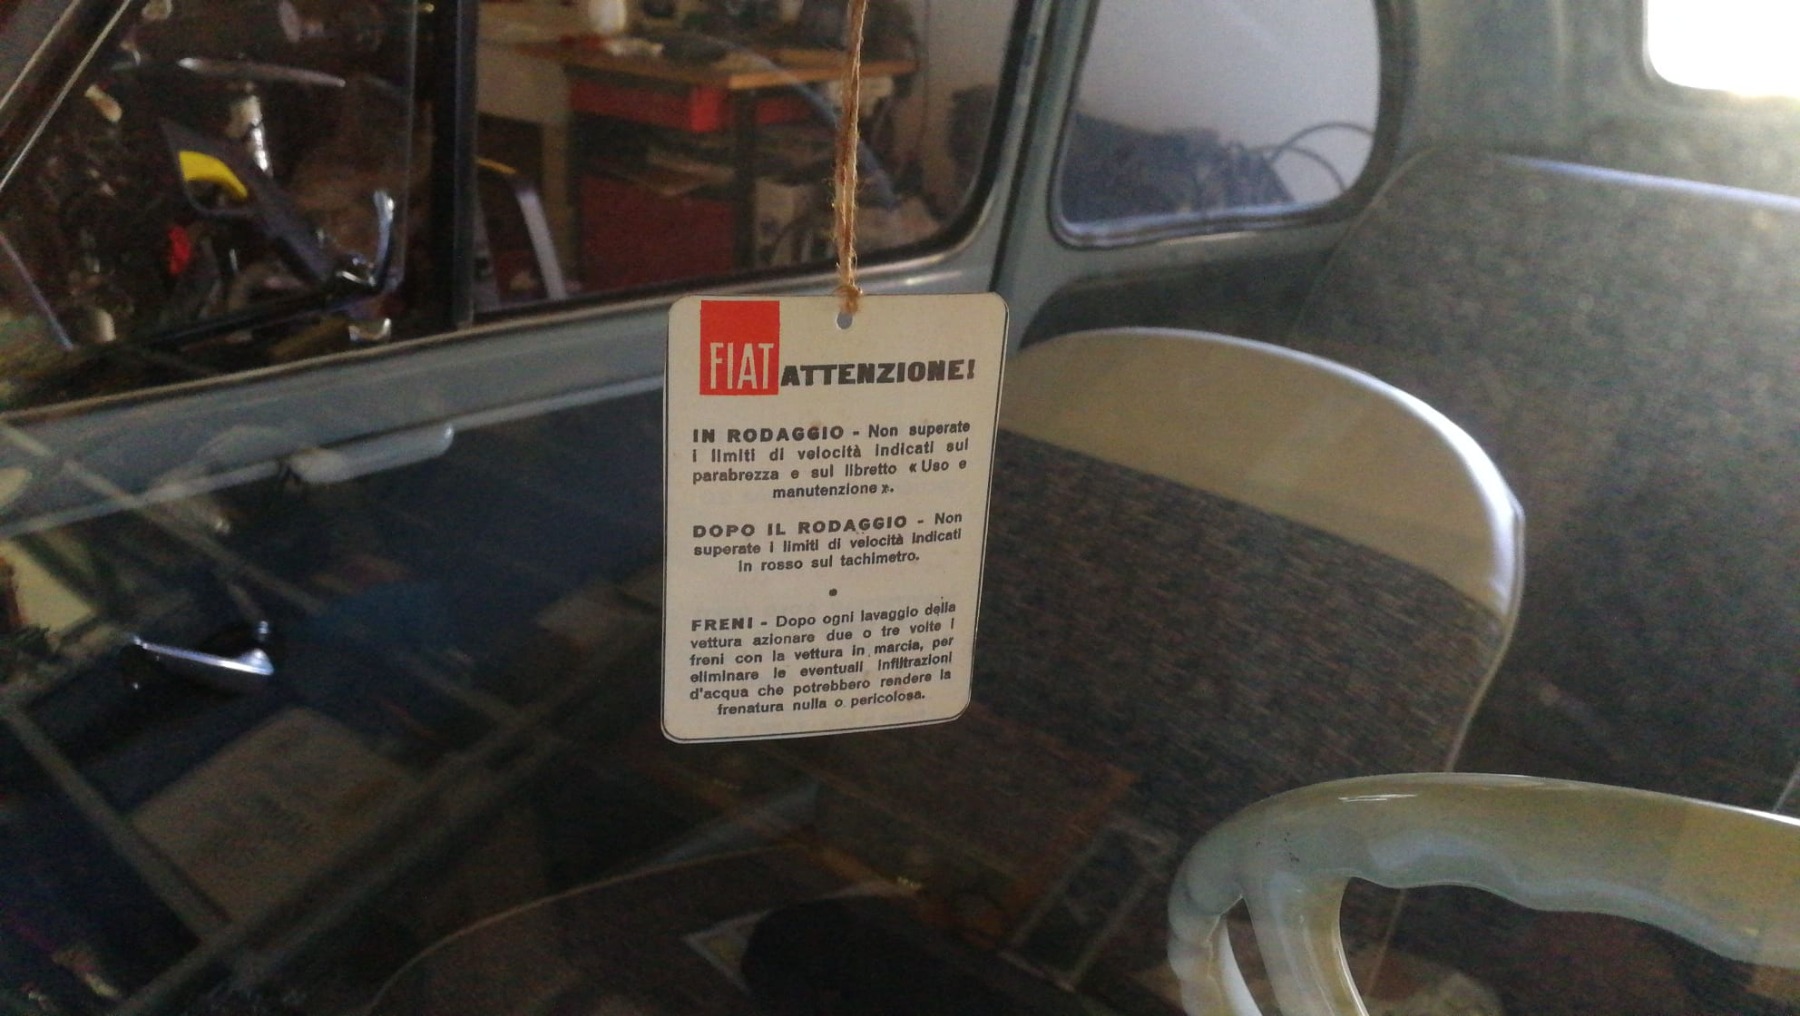 FIAT ATTENZIONE!
IN RODAGGIO - Non superate
i limiti di velocità indicati sul
parabrezza e sul libretto « Uso e
manutenzione ».
DOPO IL RODAGGIO - Non
superate i limiti di velocità indicati
in rosso sul tachimetro.
FRENI - Dopo ogni lavaggio della
vettura azionare due o tre volte i
freni con la vettura in marcia, per
eliminare le eventuali infiltrazioni
d'acqua che potrebbero rendere la
frenatura nulla o pericolosa.